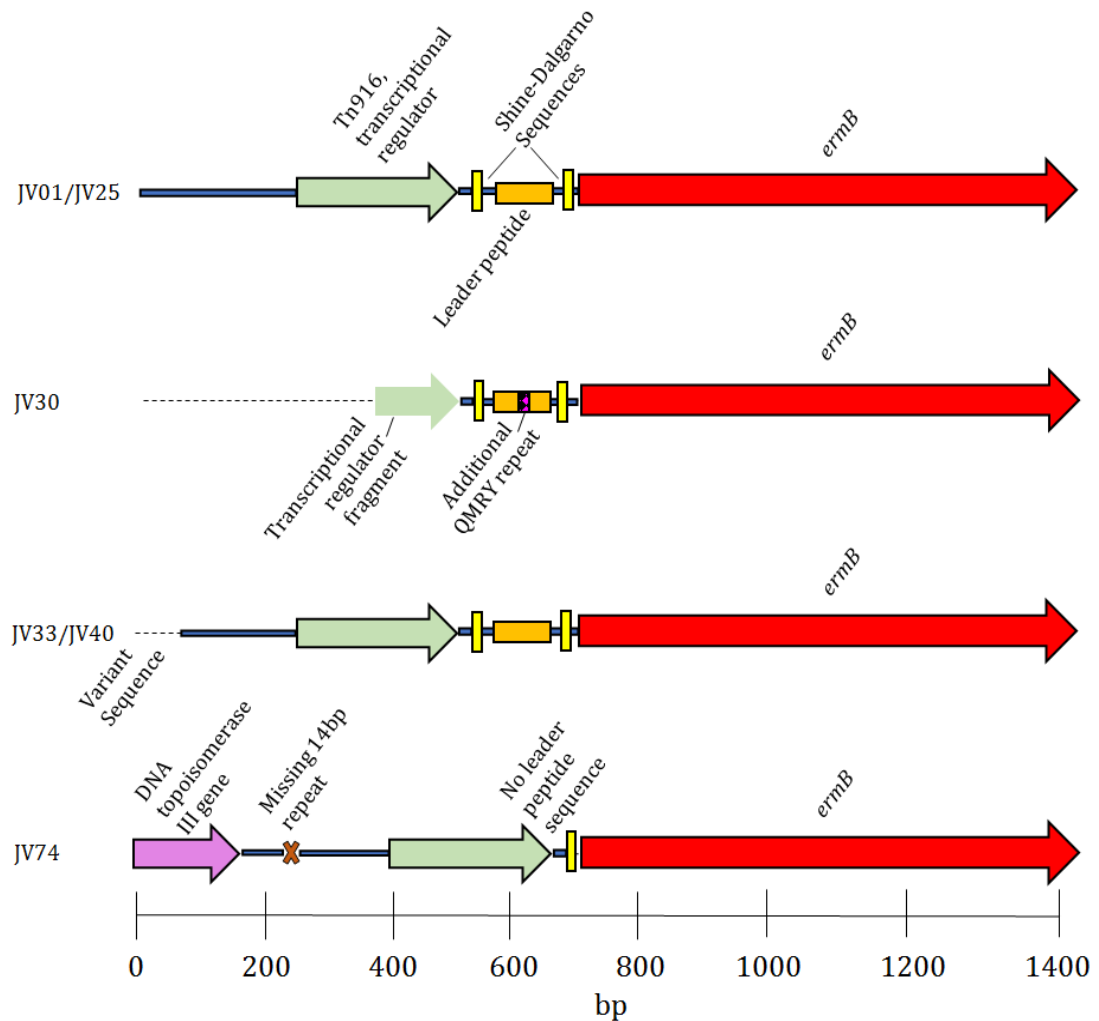 Tn916,
transcriptional
regulator
Shine-Dalgarno
Sequences
ermB
JV01/JV25
Leader peptide
ermB
JV30
Transcriptional
regulator
fragment
Additional
QMRY repeat
ermB
JV33/JV40
Variant
Sequence
DNA
topoisomerase
III gene
Missing 14bp
repeat
No leader
peptide
sequence
ermB
JV74
0 200 400 600 800 1000 1200 1400
bp